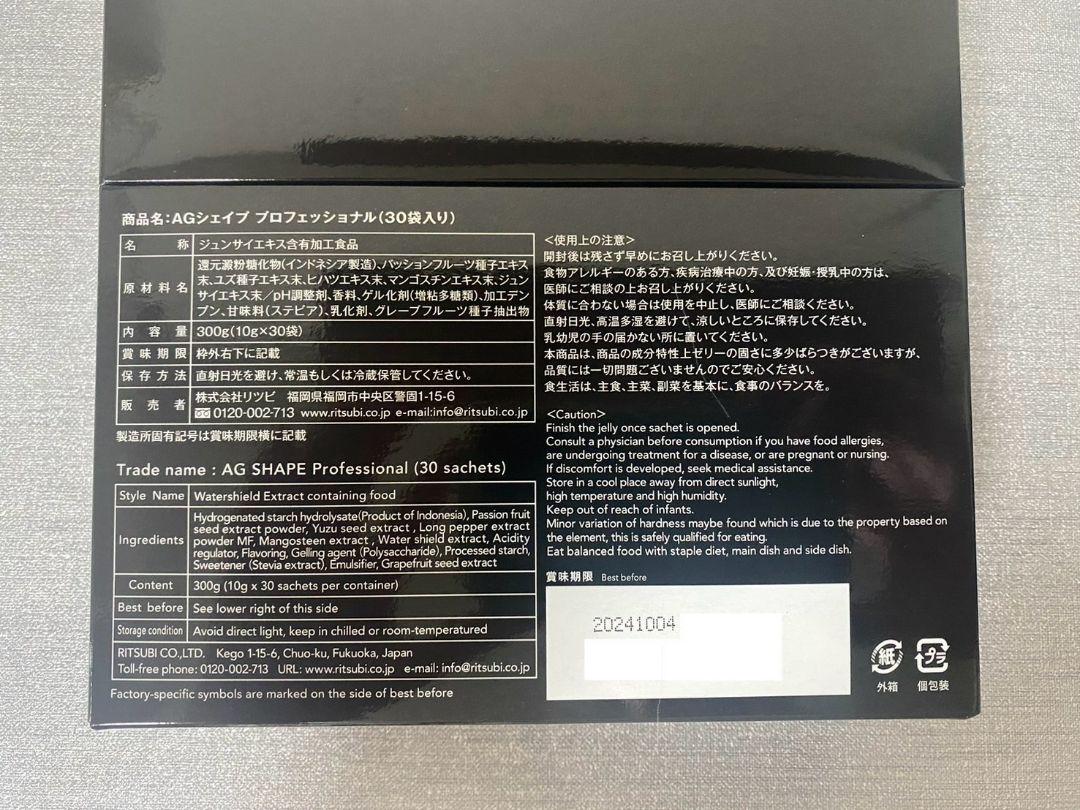 商品名:AGシェイプ プロフェッショナル(30袋入り)
名称 ジュンサイエキス含有加工食品
原材料名 還元澱粉糖化物(インドネシア製造)、パッションフルーツ種子エキス
末、ユズ種子エキス末、ヒハツエキス末、マンゴスチンエキス末、ジュン
サイエキス末/pH調整剤、香料、ゲル化剤(増粘多糖類)、加工デン
プン、甘味料(ステビア)、乳化剤、グレープフルーツ種子抽出物
内容量 300g(10g×30袋)
賞味期限 枠外右下に記載
保存方法 直射日光を避け、常温もしくは冷蔵保管してください。
販売者 株式会社リツビ 福岡県福岡市中央区警固1-15-6
0120-002-713 www.ritsubi.co.jp e-mail:info@ritsubi.co.jp
製造所固有記号は賞味期限横に記載
Trade name : AG SHAPE Professional (30 sachets)
Style Name Watershield Extract containing food
Ingredients Hydrogenated starch hydrolysate(Product of Indonesia), Passion fruit
seed extract powder, Yuzu seed extract , Long pepper extract
powder MF, Mangosteen extract , Water shield extract, Acidity
regulator, Flavoring, Gelling agent (Polysaccharide), Processed starch,
Sweetener (Stevia extract), Emulsifier, Grapefruit seed extract
Content 300g (10g x 30 sachets per container)
Best before See lower right of this side
Storage condition Avoid direct light, keep in chilled or room-temperatured
RITSUBI CO.,LTD. Kego 1-15-6, Chuo-ku, Fukuoka, Japan
Toll-free phone: 0120-002-713 URL: www.ritsubi.co.jp e-mail: info@ritsubi.co.jp
Factory-specific symbols are marked on the side of best before
<使用上の注意>
開封後は残さず早めにお召し上がりください。
食物アレルギーのある方、疾病治療中の方、及び妊娠・授乳中の方は、
医師にご相談の上お召し上がりください。
体質に合わない場合は使用を中止し、医師にご相談ください。
直射日光、高温多湿を避けて、涼しいところに保存してください。
乳幼児の手の届かない所に置いてください。
本商品は、商品の成分特性上ゼリーの固さに多少ばらつきがございますが、
品質には一切問題ございませんのでご安心ください。
食生活は、主食、主菜、副菜を基本に、食事のバランスを。
<Caution>
Finish the jelly once sachet is opened.
Consult a physician before consumption if you have food allergies,
are undergoing treatment for a disease, or are pregnant or nursing.
If discomfort is developed, seek medical assistance.
Store in a cool place away from direct sunlight,
high temperature and high humidity.
Keep out of reach of infants.
Minor variation of hardness maybe found which is due to the property based on
the element, this is safely qualified for eating.
Eat balanced food with staple diet, main dish and side dish.
賞味期限 Best before
20241004
紙 プラ
外箱 個包装